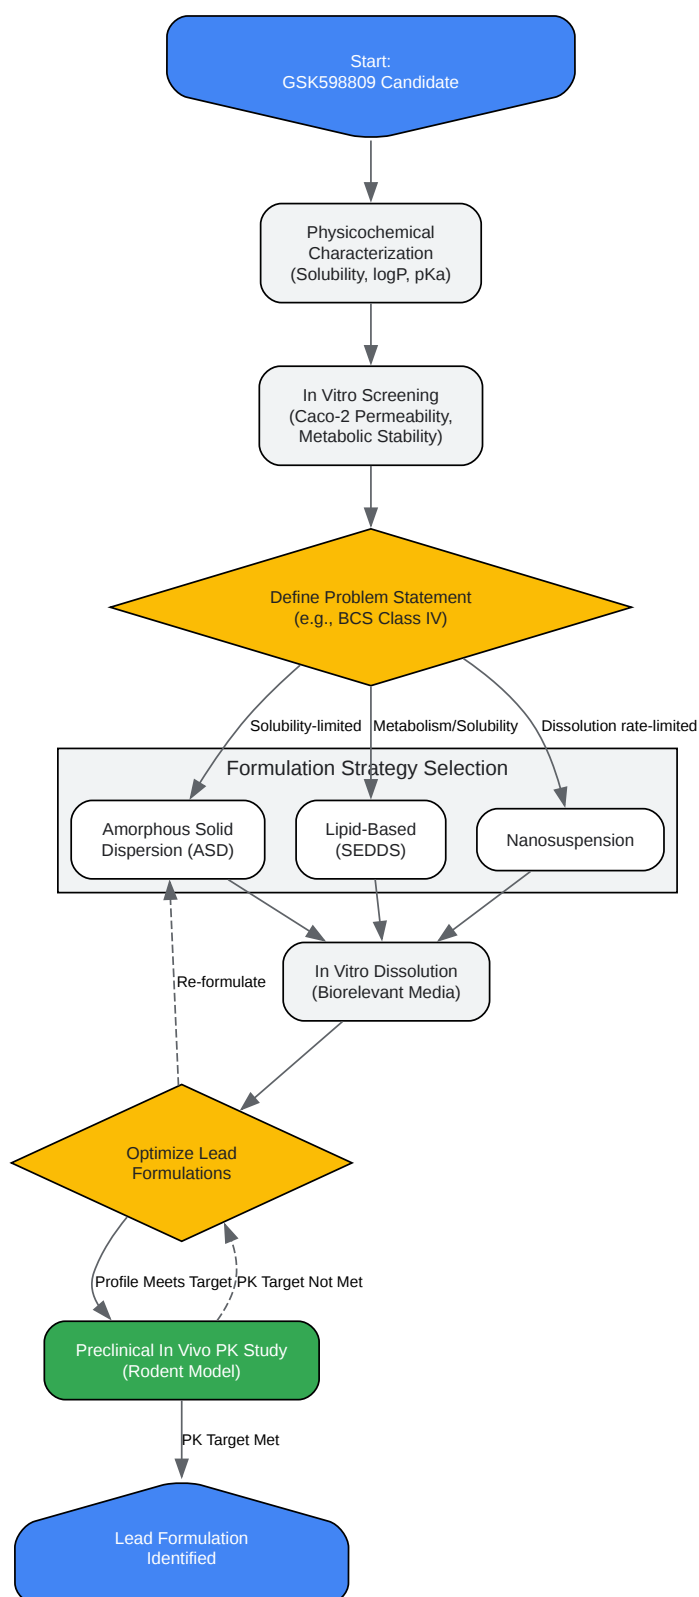 Start:
GSK598809 Candidate
Physicochemical
Characterization
(Solubility, logP, pKa)
In Vitro Screening
(Caco-2 Permeability,
Metabolic Stability)
Define Problem Statement
(e.g., BCS Class IV)
Solubility-limited
Metabolism/Solubility
Dissolution rate-limited
Formulation Strategy Selection
Amorphous Solid
Dispersion (ASD)
Lipid-Based
(SEDDS)
Nanosuspension
In Vitro Dissolution
(Biorelevant Media)
Re-formulate
Optimize Lead
Formulations
Profile Meets Target
PK Target Not Met
Preclinical In Vivo PK Study
(Rodent Model)
PK Target Met
Lead Formulation
Identified